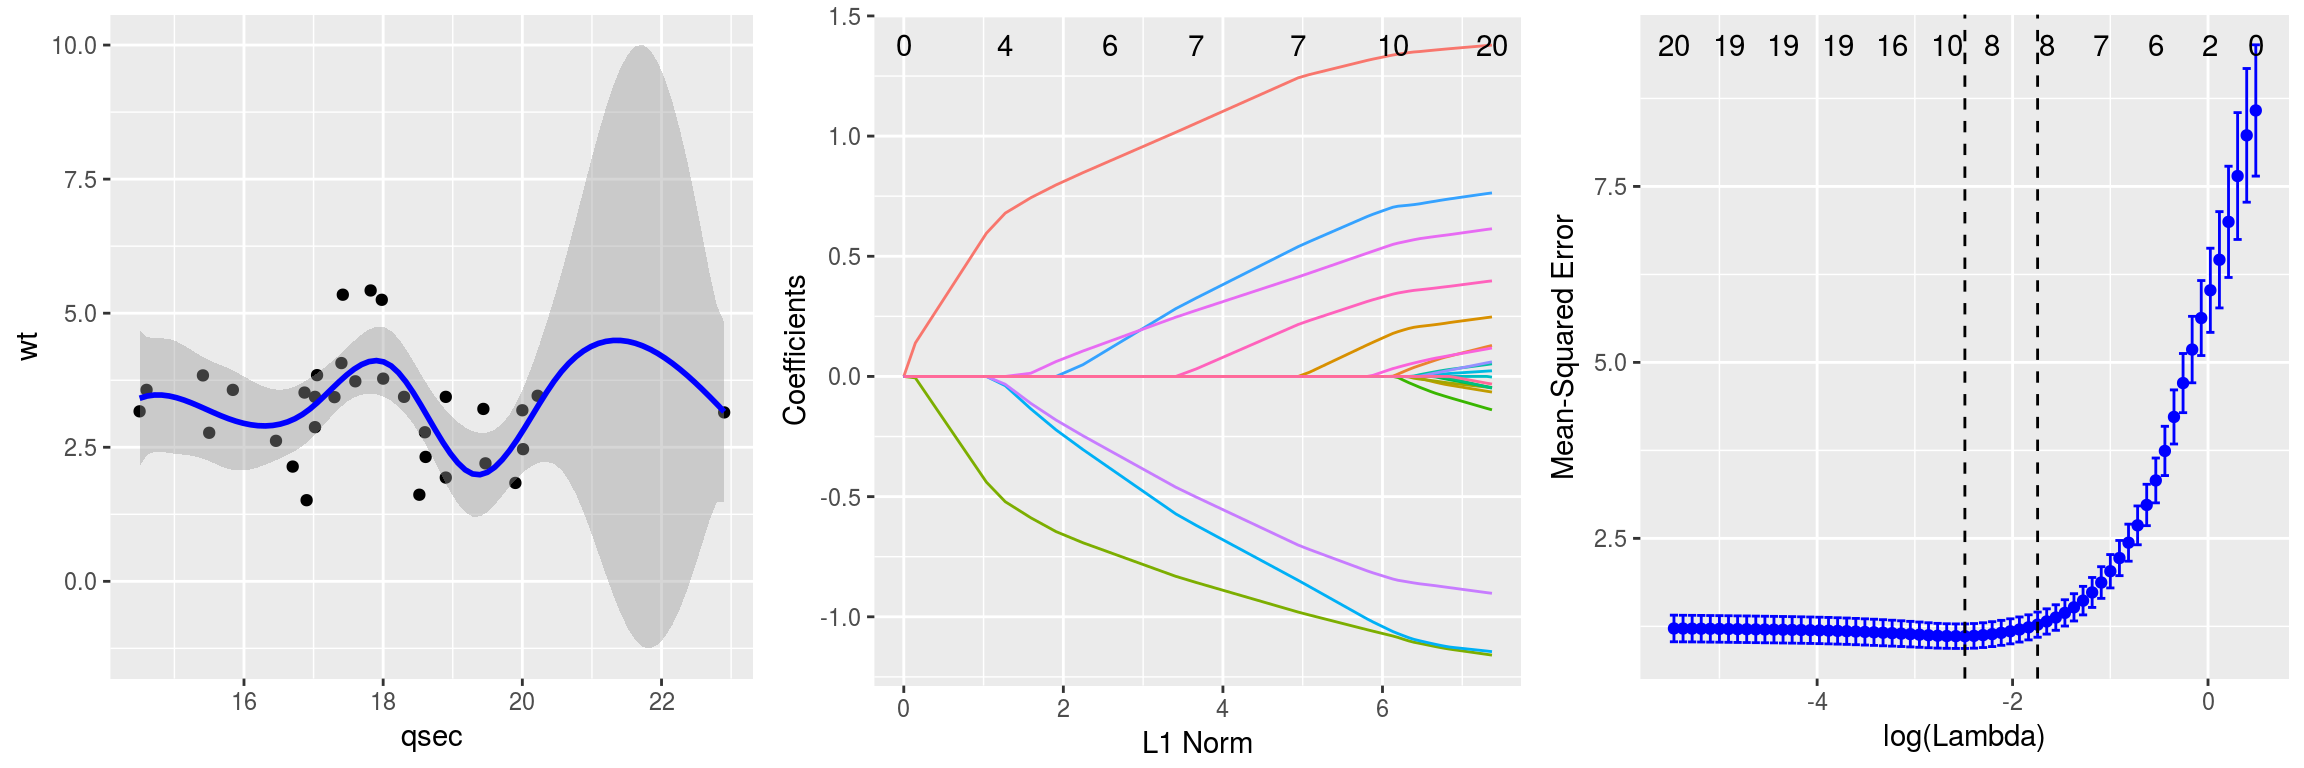 10.0
7.5
5.0
2.5
0.0
wt
16 18 20 22
qsec
0 4 6 7 7 10 20
1.5
1.0
0.5
0.0
-0.5
-1.0
Coefficients
0 2 4 6
L1 Norm
20 19 19 19 16 10 8 8 7 6 2 0
7.5
5.0
2.5
Mean-Squared Error
-4 -2 0
log(Lambda)